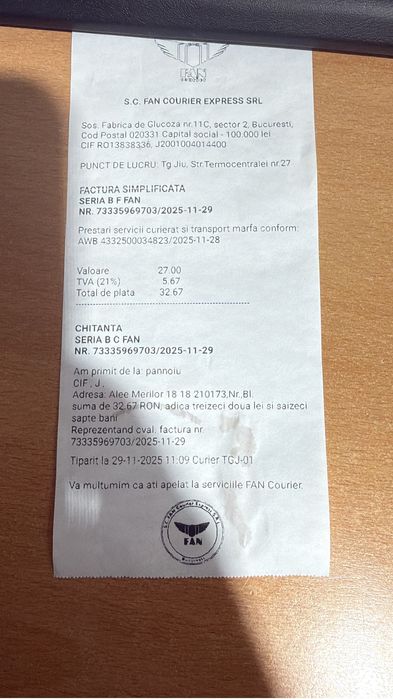 FAN
S.C. FAN COURIER EXPRESS SRL
Sos. Fabrica de Glucoza nr.11C, sector 2, Bucuresti,
Cod Postal 020331 Capital social - 100.000 lei
CIF RO13838336, J2001004014400
PUNCT DE LUCRU: Tg Jiu, Str.Termocentralei nr.27
FACTURA SIMPLIFICATA
SERIA B F FAN
NR. 73335969703/2025-11-29
Prestari servicii curierat si transport marfa conform:
AWB 4332500034823/2025-11-28
Valoare 27.00
TVA (21%) 5.67
Total de plata 32.67
CHITANTA
SERIA B C FAN
NR. 73335969703/2025-11-29
Am primit de la: pannoiu
CIF , J ,
Adresa: Alee Merilor 18 18 210173,Nr.,Bl.
suma de 32.67 RON, adica treizeci doua lei si saizeci
sapte bani
Reprezentand cval. factura nr.
73335969703/2025-11-29
Tiparit la 29-11-2025 11:09 Curier TGJ-01
Va multumim ca ati apelat la serviciile FAN Courier.
S.C. FAN Courier Express S.R.L.
FAN
Bucuresti